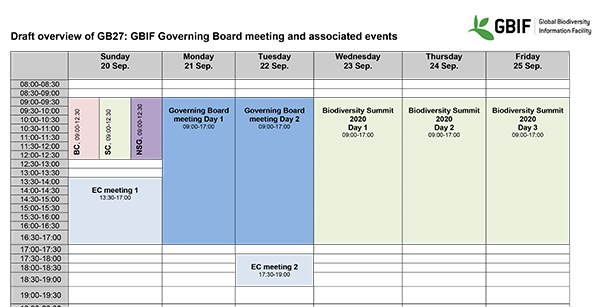 Draft overview of GB27: GBIF Governing Board meeting and associated events
GBIF
Global Biodiversity
Information Facility
Sunday
20 Sep.
Monday
21 Sep.
Tuesday
22 Sep.
Wednesday
23 Sep.
Thursday
24 Sep.
Friday
25 Sep.
08:00-08:30
08:30-09:00
09:00-09:30
09:30-10:00
10:00-10:30
10:30-11:00
11:00-11:30
11:30-12:00
12:00-12:30
12:30-13:00
13:00-13:30
13:30-14:00
14:00-14:30
14:30-15:00
15:00-15:30
15:30-16:00
16:00-16:30
16:30-17:00
17:00-17:30
17:30-18:00
18:00-18:30
18:30-19:00
19:00-19:30
BC, 09:00-12:30
SC, 09:00-12:30
NSG, 09:00-12:30
EC meeting 1
13:30-17:00
Governing Board
meeting Day 1
09:00-17:00
Governing Board
meeting Day 2
09:00-17:00
EC meeting 2
17:30-19:00
Biodiversity Summit
2020
Day 1
09:00-17:00
Biodiversity Summit
2020
Day 2
09:00-17:00
Biodiversity Summit
2020
Day 3
09:00-17:00